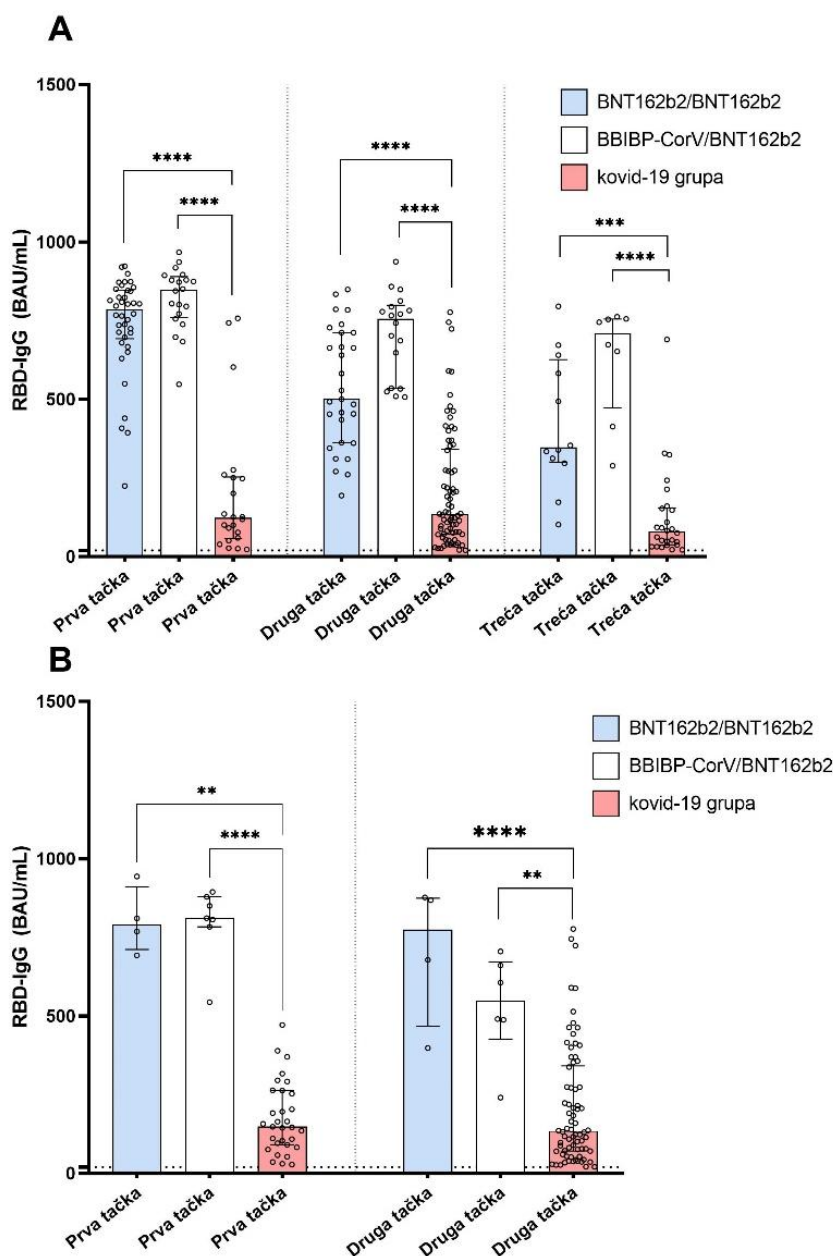 A
1500
1000
500
0
RBD-IgG (BAU/mL)
BNT162b2/BNT162b2
BBIBP-CorV/BNT162b2
kovid-19 grupa
****
****
****
****
***
****
Prva tačka
Prva tačka
Prva tačka
Druga tačka
Druga tačka
Druga tačka
Treća tačka
Treća tačka
Treća tačka
B
1500
1000
500
0
RBD-IgG (BAU/mL)
BNT162b2/BNT162b2
BBIBP-CorV/BNT162b2
kovid-19 grupa
**
****
****
**
Prva tačka
Prva tačka
Prva tačka
Druga tačka
Druga tačka
Druga tačka